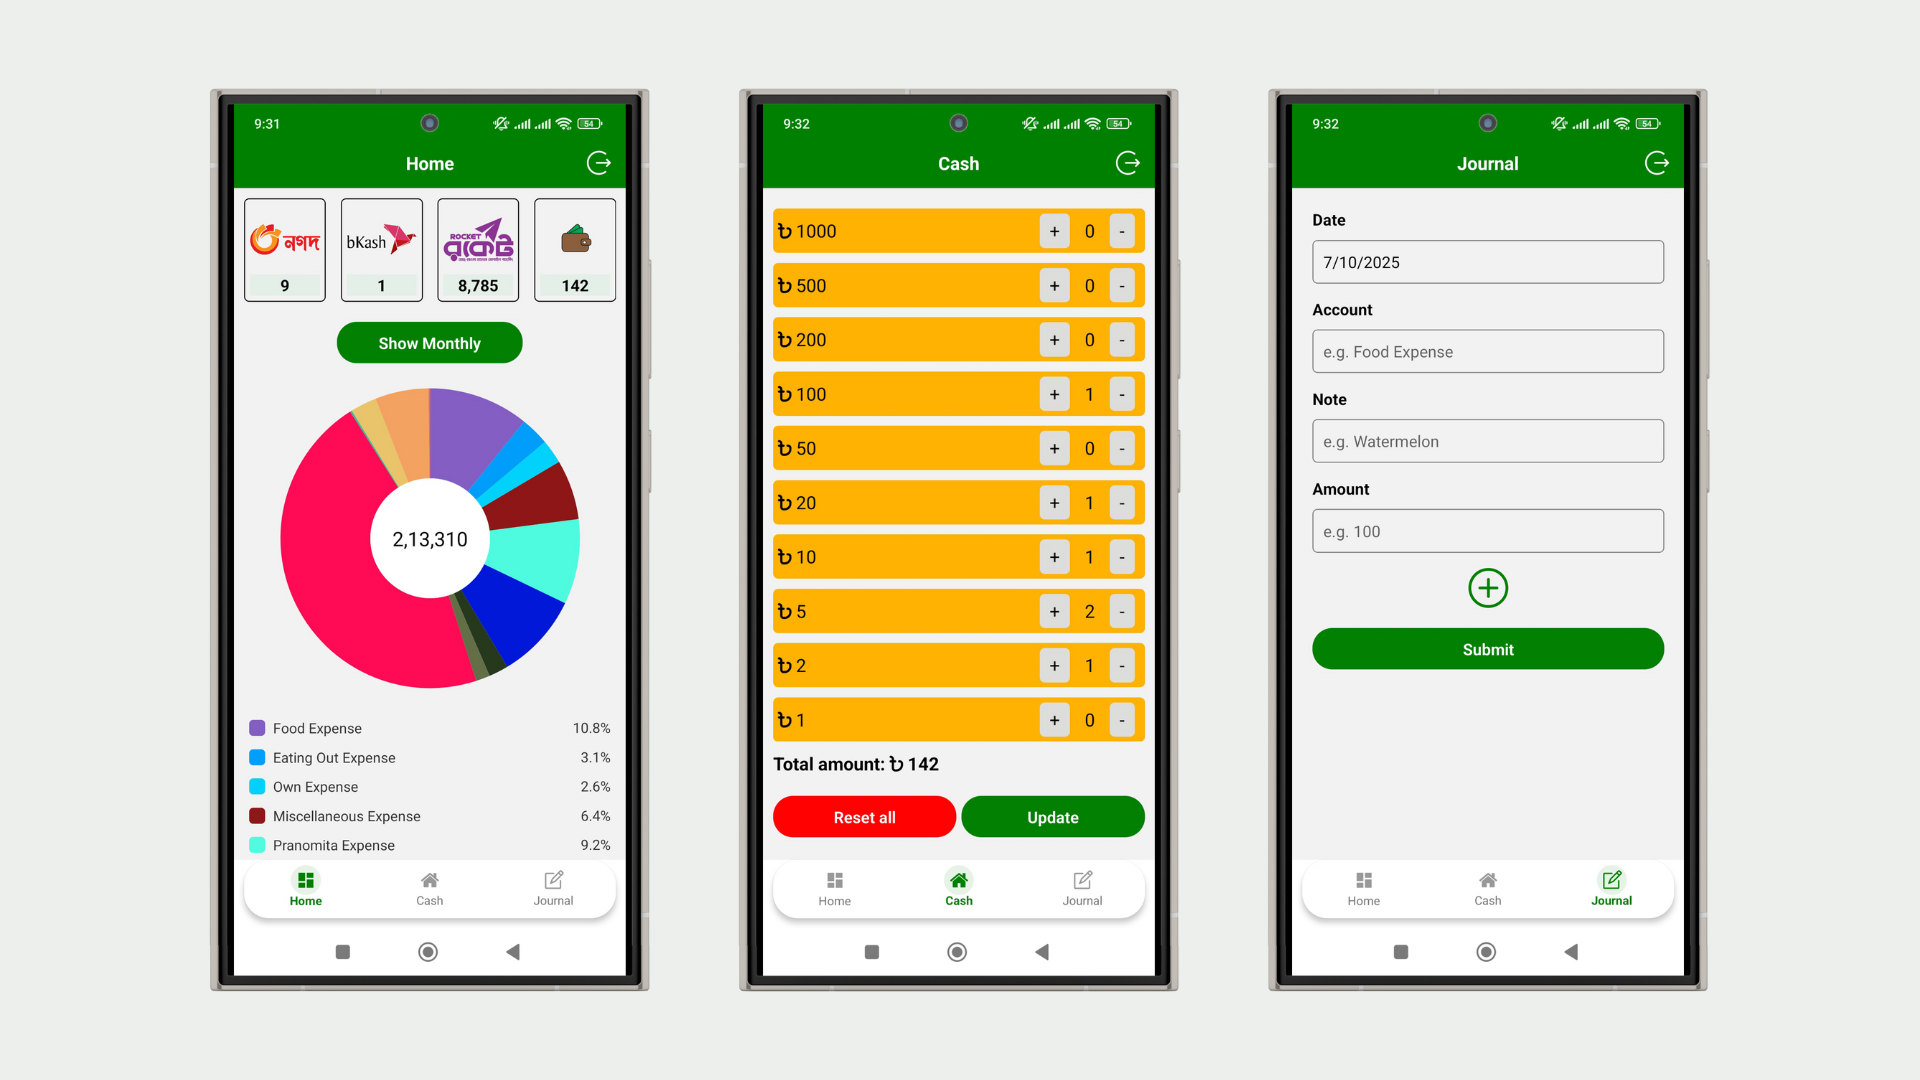 9:31
54
Home
নগদ
bKash
ROCKET
রকেট
9
1
8,785
142
Show Monthly
2,13,310
Food Expense 10.8%
Eating Out Expense 3.1%
Own Expense 2.6%
Miscellaneous Expense 6.4%
Pranomita Expense 9.2%
Home
Cash
Journal
9:32
54
Cash
৳ 1000 + 0 -
৳ 500 + 0 -
৳ 200 + 0 -
৳ 100 + 1 -
৳ 50 + 0 -
৳ 20 + 1 -
৳ 10 + 1 -
৳ 5 + 2 -
৳ 2 + 1 -
৳ 1 + 0 -
Total amount: ৳ 142
Reset all
Update
Home
Cash
Journal
9:32
54
Journal
Date
7/10/2025
Account
e.g. Food Expense
Note
e.g. Watermelon
Amount
e.g. 100
Submit
Home
Cash
Journal